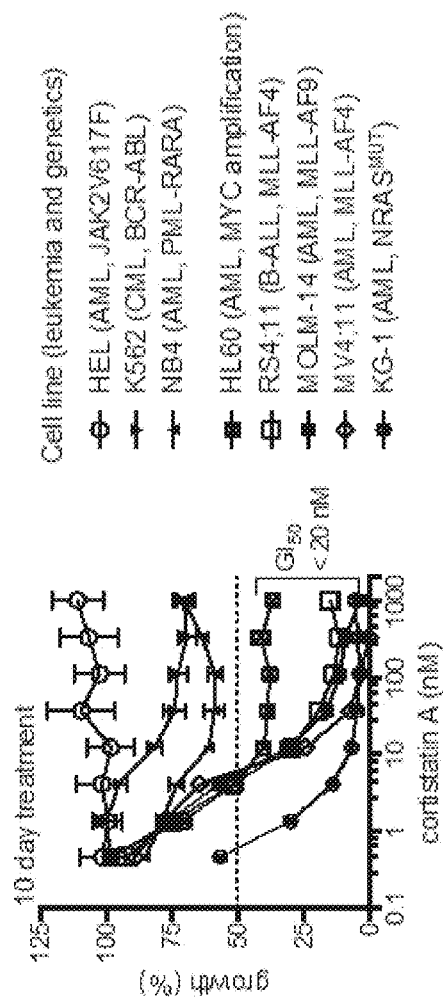 10 day treatment
growth (%)
125
100
75
50
25
0
0.1
1
10
100
1000
cortistatin A (nM)
GI50
<20 nM
Cell line (leukemia and genetics)
HEL (AML, JAK2V617F)
K562 (CML, BCR-ABL)
NB4 (AML, PML-RARA)
HL60 (AML, MYC amplification)
RS4;11 (B-ALL, MLL-AF4)
MOLM-14 (AML, MLL-AF9)
MV4;11 (AML, MLL-AF4)
KG-1 (AML, NRASMUT)